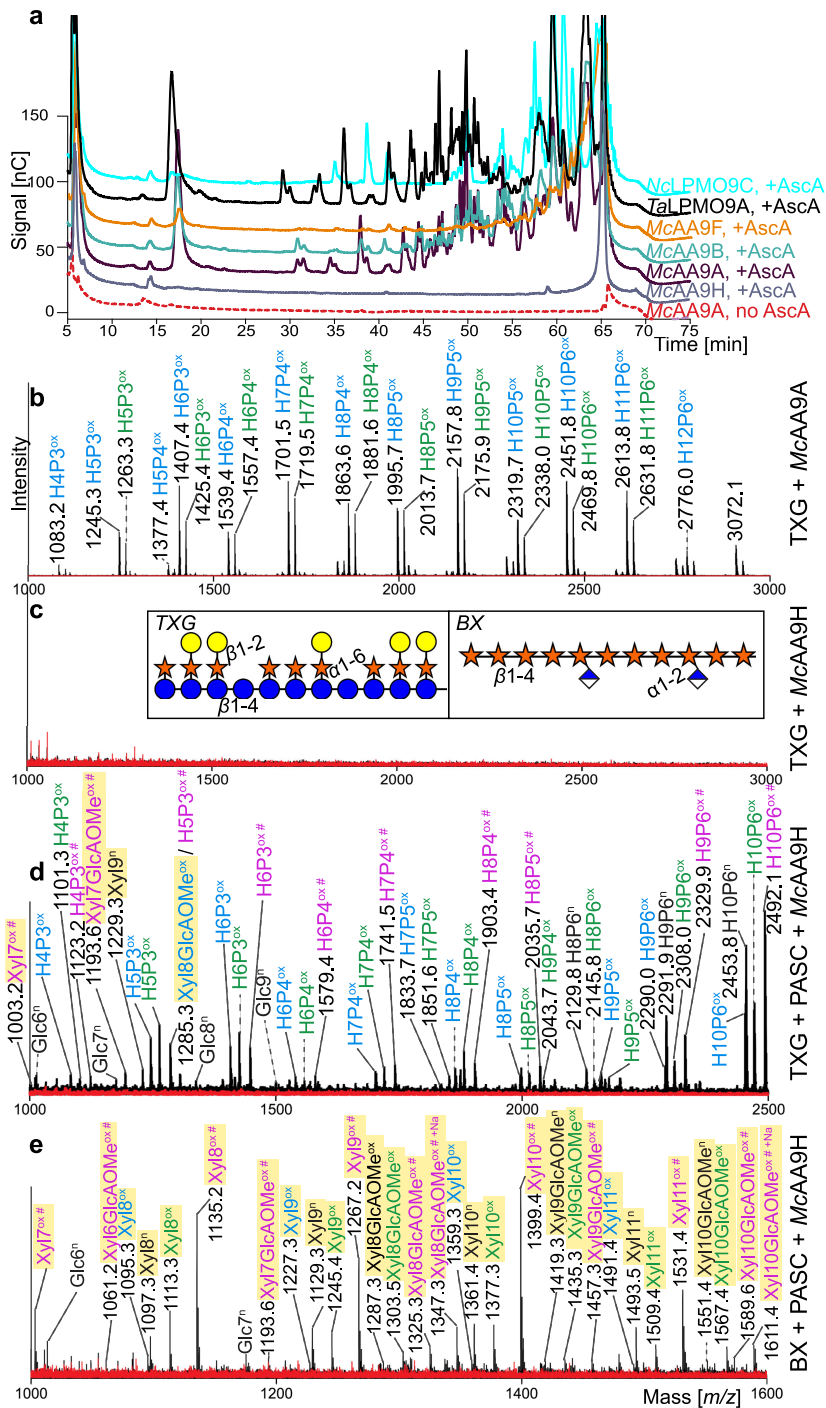 a
Signal [nC]
150
100
50
0
NcLPMO9C, +AscA
TaLPMO9A, +AscA
McAA9F, +AscA
McAA9B, +AscA
McAA9A, +AscA
McAA9H, +AscA
McAA9A, no AscA
5 10 15 20 25 30 35 40 45 50 55 60 65 70 75
Time [min]
b
Intensity
1083.2 H4P3ox
1245.3 H5P3ox
1263.3 H5P3ox
1377.4 H5P4ox
1407.4 H6P3ox
1425.4 H6P3ox
1539.4 H6P4ox
1557.4 H6P4ox
1701.5 H7P4ox
1719.5 H7P4ox
1863.6 H8P4ox
1881.6 H8P4ox
1995.7 H8P5ox
2013.7 H8P5ox
2157.8 H9P5ox
2175.9 H9P5ox
2319.7 H10P5ox
2338.0 H10P5ox
2451.8 H10P6ox
2469.8 H10P6ox
2613.8 H11P6ox
2631.8 H11P6ox
2776.0 H12P6ox
3072.1
TXG + McAA9A
1000 1500 2000 2500 3000
c
TXG
β1-2
α1-6
β1-4
BX
β1-4
α1-2
TXG + McAA9H
1000 1500 2000 2500 3000
d
1003.2 Xyl7ox #
Glc6n
H4P3ox
1101.3 H4P3ox
1123.2 H4P3ox #
Glc7n
1193.6 Xyl7GlcAOMeox #
1229.3 Xyl9n
H5P3ox
H5P3ox
1285.3 Xyl8GlcAOMeox / H5P3ox #
Glc8n
H6P3ox
H6P3ox
H6P3ox #
Glc9n
H6P4ox
H6P4ox
1579.4 H6P4ox #
H7P4ox
H7P4ox
1741.5 H7P4ox #
1833.7 H7P5ox
1851.6 H7P5ox
H8P4ox
H8P4ox
1903.4 H8P4ox #
H8P5ox
H8P5ox
2035.7 H8P5ox #
2043.7 H9P4ox
2129.8 H8P6n
2145.8 H8P6ox
H9P5ox
H9P5ox
2290.0 H9P6ox
2291.9 H9P6n
2308.0 H9P6ox
2329.9 H9P6ox #
H10P6ox
2453.8 H10P6n
H10P6ox
2492.1 H10P6ox #
TXG + PASC + McAA9H
1000 1500 2000 2500
e
Xyl7ox #
Glc6n
1061.2 Xyl6GlcAOMeox #
1095.3 Xyl8ox
1097.3 Xyl8n
1113.3 Xyl8ox
1135.2 Xyl8ox #
Glc7n
1193.6 Xyl7GlcAOMeox #
1227.3 Xyl9ox
1129.3 Xyl9n
1245.4 Xyl9ox
1267.2 Xyl9ox #
1287.3 Xyl8GlcAOMeox
1303.5 Xyl8GlcAOMeox
1325.3 Xyl8GlcAOMeox #
1347.3 Xyl8GlcAOMeox # +Na
1359.3 Xyl10ox
1361.4 Xyl10n
1377.3 Xyl10ox
1399.4 Xyl10ox #
1419.3 Xyl9GlcAOMen
1435.3 Xyl9GlcAOMeox
1457.3 Xyl9GlcAOMeox #
1491.4 Xyl11ox
1493.5 Xyl11n
1509.4 Xyl11ox
1531.4 Xyl11ox #
1551.4 Xyl10GlcAOMen
1567.4 Xyl10GlcAOMeox
1589.6 Xyl10GlcAOMeox #
1611.4 Xyl10GlcAOMeox # +Na
BX + PASC + McAA9H
1000 1200 1400 1600
Mass [m/z]